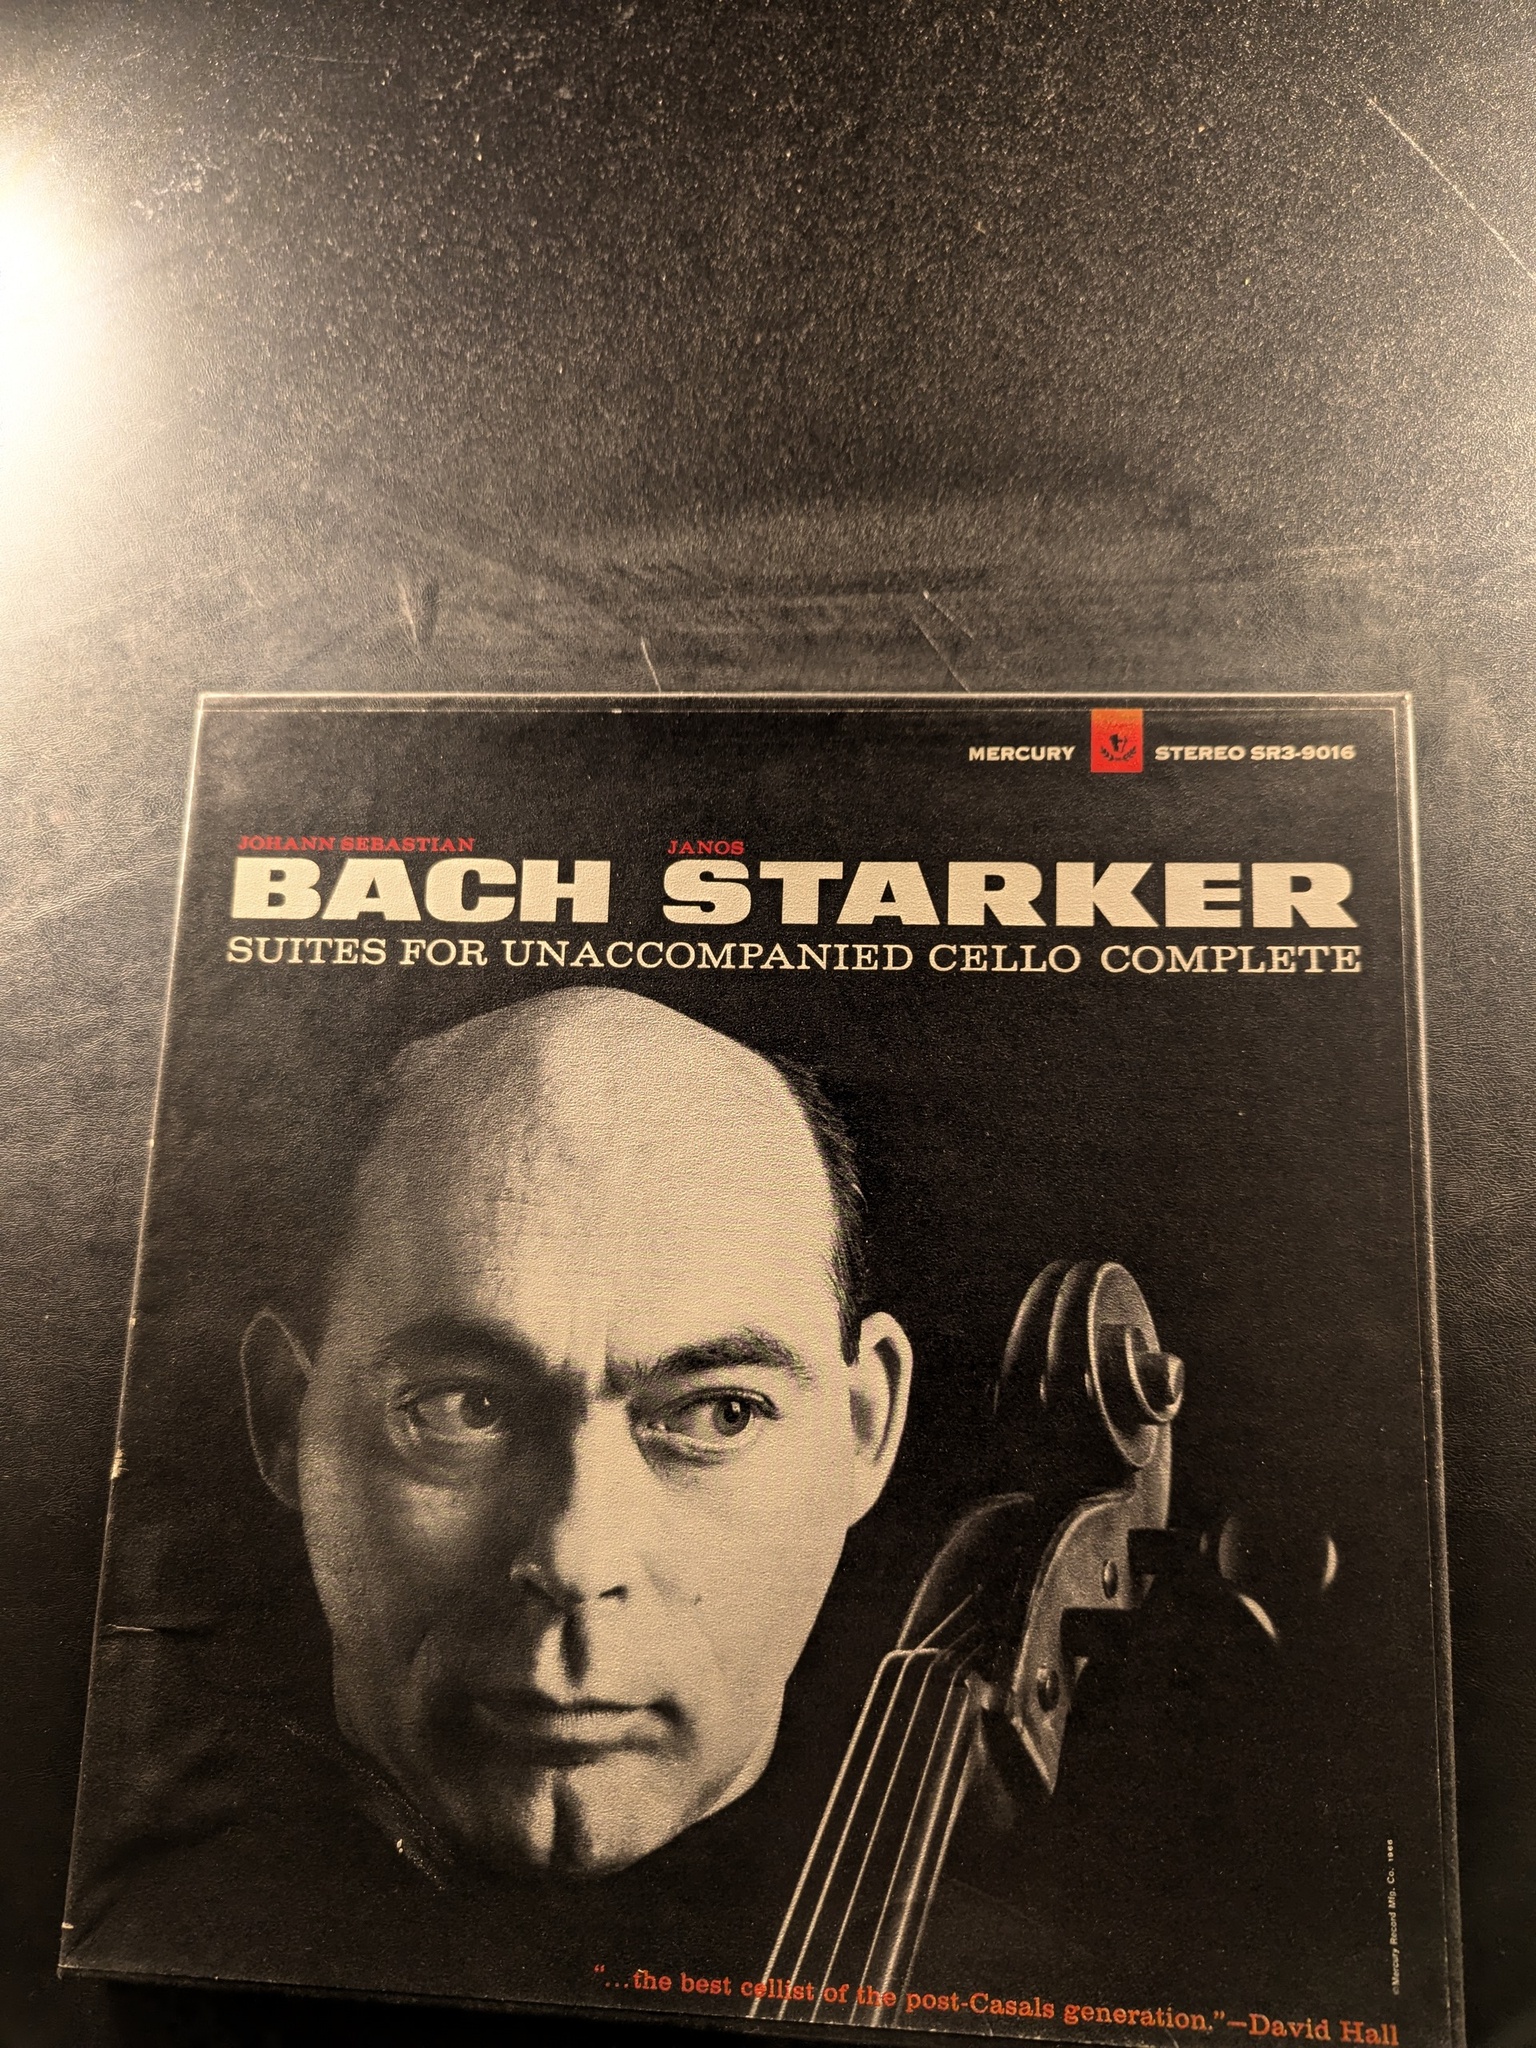 MERCURY STEREO SR3-9016
JOHANN SEBASTIAN JANOS
BACH STARKER
SUITES FOR UNACCOMPANIED CELLO COMPLETE
©Mercury Record Mfg. Co. 1966
“...the best cellist of the post-Casals generation.”—David Hall